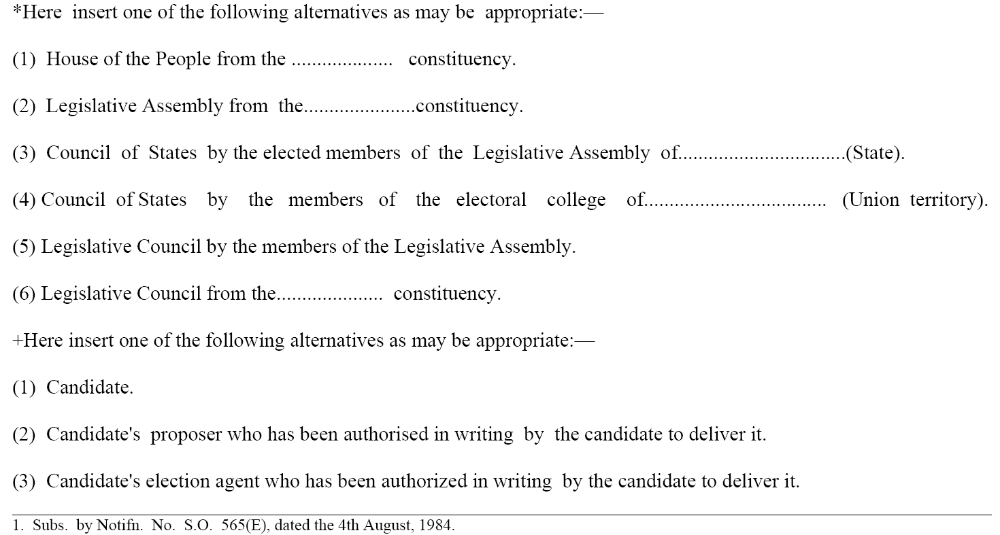 *Here insert one of the following alternatives as may be appropriate:—
(1) House of the People from the .................... constituency.
(2) Legislative Assembly from the......................constituency.
(3) Council of States by the elected members of the Legislative Assembly of.................................(State).
(4) Council of States by the members of the electoral college of.................................... (Union territory).
(5) Legislative Council by the members of the Legislative Assembly.
(6) Legislative Council from the..................... constituency.
+Here insert one of the following alternatives as may be appropriate:—
(1) Candidate.
(2) Candidate's proposer who has been authorised in writing by the candidate to deliver it.
(3) Candidate's election agent who has been authorized in writing by the candidate to deliver it.
1. Subs. by Notifn. No. S.O. 565(E), dated the 4th August, 1984.